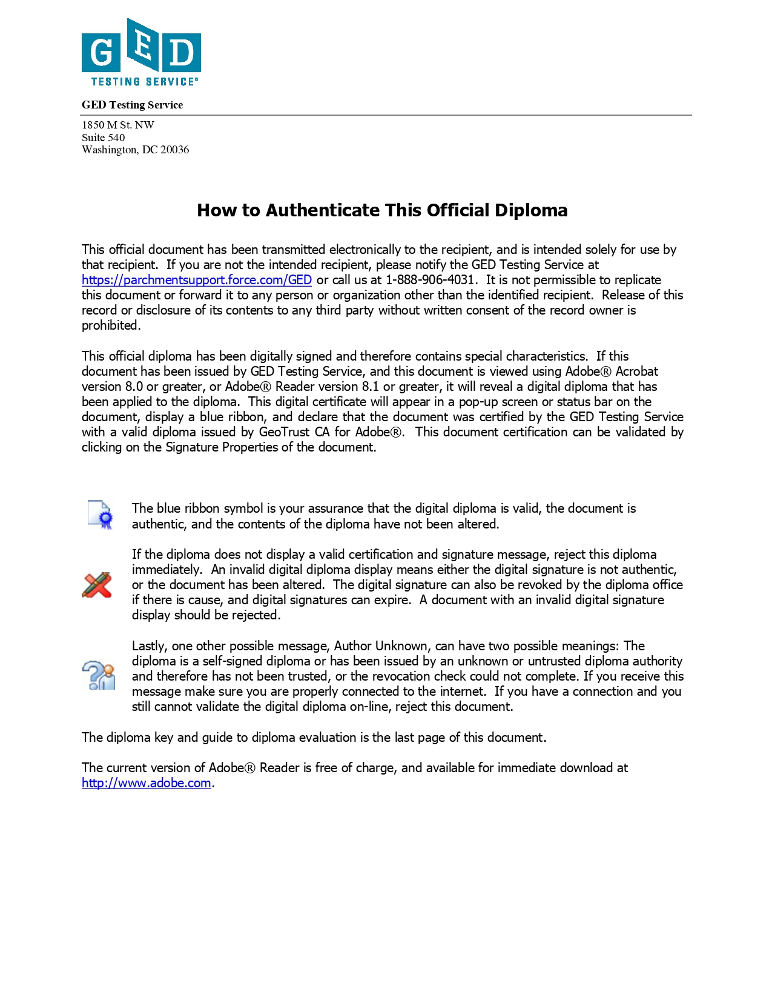 GED
TESTING SERVICE®
GED Testing Service
1850 M St. NW
Suite 540
Washington, DC 20036
How to Authenticate This Official Diploma
This official document has been transmitted electronically to the recipient, and is intended solely for use by
that recipient.  If you are not the intended recipient, please notify the GED Testing Service at
https://parchmentsupport.force.com/GED or call us at 1-888-906-4031.  It is not permissible to replicate
this document or forward it to any person or organization other than the identified recipient.  Release of this
record or disclosure of its contents to any third party without written consent of the record owner is
prohibited.
This official diploma has been digitally signed and therefore contains special characteristics.  If this
document has been issued by GED Testing Service, and this document is viewed using Adobe® Acrobat
version 8.0 or greater, or Adobe® Reader version 8.1 or greater, it will reveal a digital diploma that has
been applied to the diploma.  This digital certificate will appear in a pop-up screen or status bar on the
document, display a blue ribbon, and declare that the document was certified by the GED Testing Service
with a valid diploma issued by GeoTrust CA for Adobe®.  This document certification can be validated by
clicking on the Signature Properties of the document.
The blue ribbon symbol is your assurance that the digital diploma is valid, the document is
authentic, and the contents of the diploma have not been altered.
If the diploma does not display a valid certification and signature message, reject this diploma
immediately.  An invalid digital diploma display means either the digital signature is not authentic,
or the document has been altered.  The digital signature can also be revoked by the diploma office
if there is cause, and digital signatures can expire.  A document with an invalid digital signature
display should be rejected.
Lastly, one other possible message, Author Unknown, can have two possible meanings: The
diploma is a self-signed diploma or has been issued by an unknown or untrusted diploma authority
and therefore has not been trusted, or the revocation check could not complete. If you receive this
message make sure you are properly connected to the internet.  If you have a connection and you
still cannot validate the digital diploma on-line, reject this document.
The diploma key and guide to diploma evaluation is the last page of this document.
The current version of Adobe® Reader is free of charge, and available for immediate download at
http://www.adobe.com.